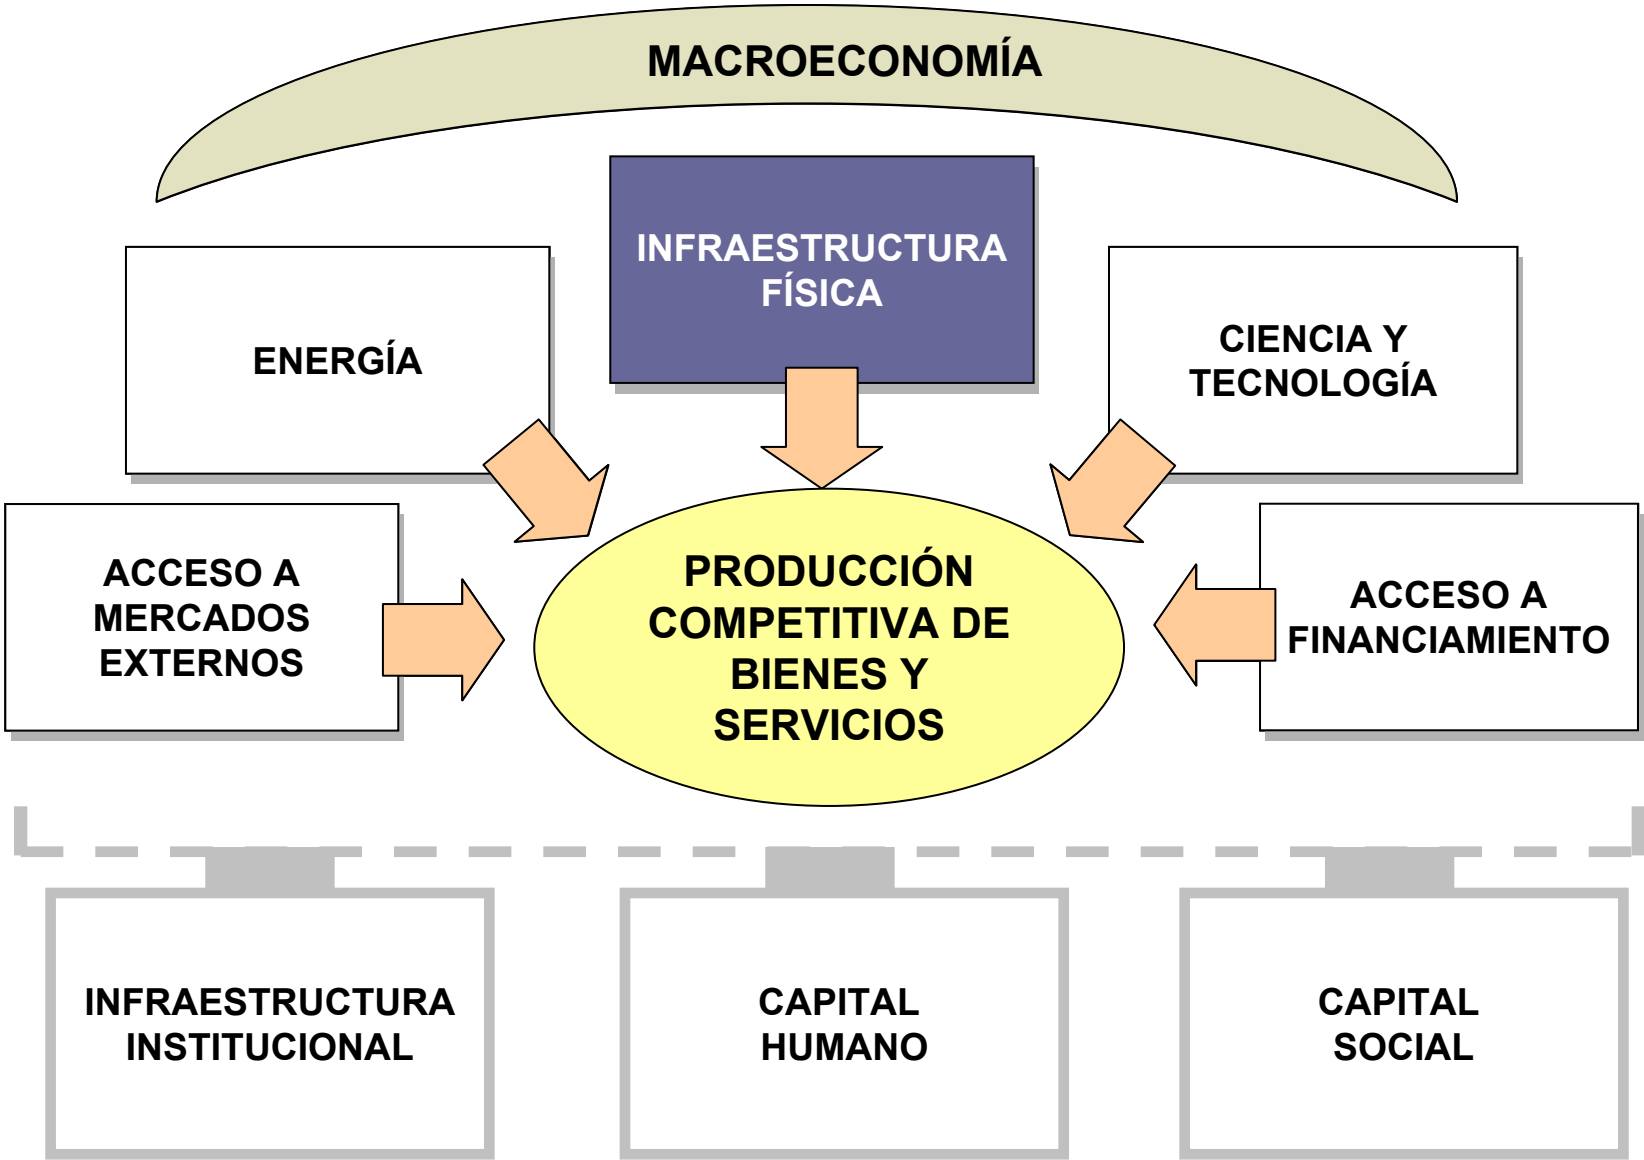 MACROECONOMÍA
INFRAESTRUCTURA
FÍSICA
ENERGÍA
CIENCIA Y
TECNOLOGÍA
ACCESO A
MERCADOS
EXTERNOS
PRODUCCIÓN
COMPETITIVA DE
BIENES Y
SERVICIOS
ACCESO A
FINANCIAMIENTO
INFRAESTRUCTURA
INSTITUCIONAL
CAPITAL
HUMANO
CAPITAL
SOCIAL